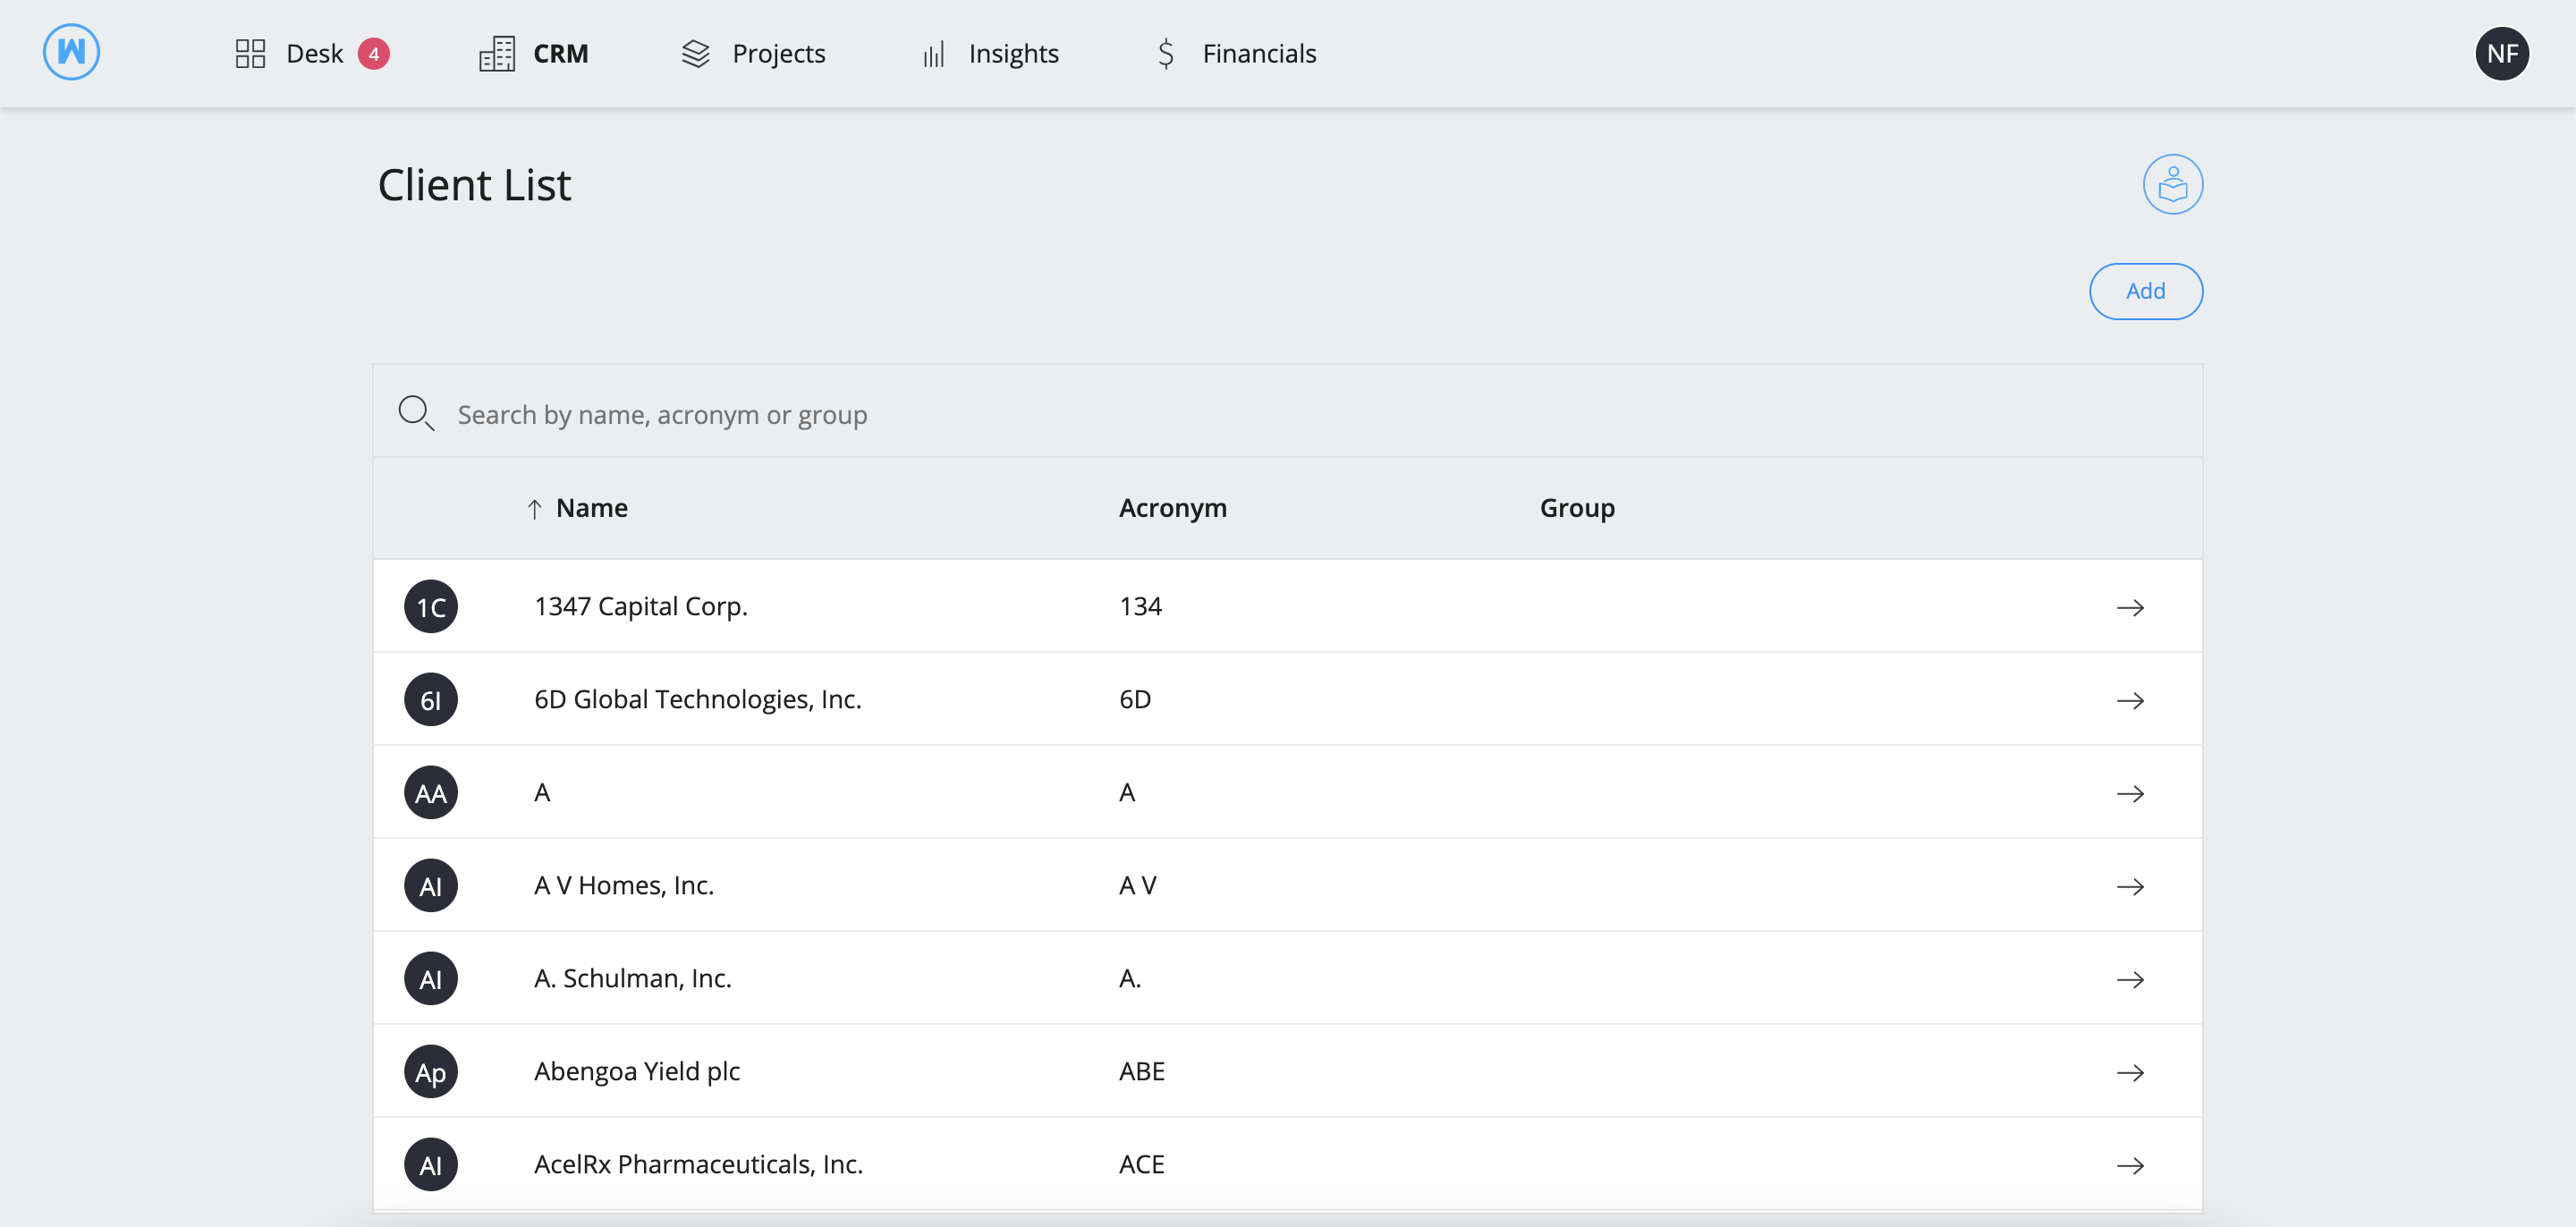 W Desk 4 CRM Projects Insights Financials NF
Client List
Add
Search by name, acronym or group
↑ Name Acronym Group
1C 1347 Capital Corp. 134 →
6I 6D Global Technologies, Inc. 6D →
AA A A →
AI A V Homes, Inc. A V →
AI A. Schulman, Inc. A. →
Ap Abengoa Yield plc ABE →
AI AcelRx Pharmaceuticals, Inc. ACE →